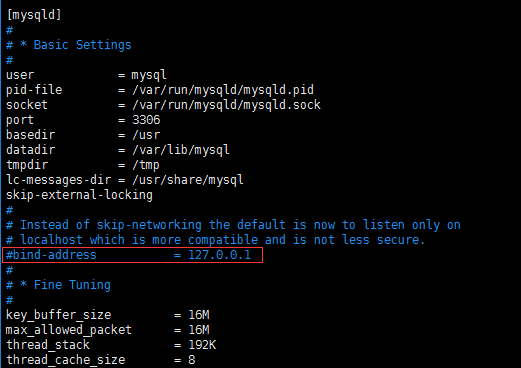 [mysqld]
#
# * Basic Settings
#
user            = mysql
pid-file        = /var/run/mysqld/mysqld.pid
socket          = /var/run/mysqld/mysqld.sock
port            = 3306
basedir         = /usr
datadir         = /var/lib/mysql
tmpdir          = /tmp
lc-messages-dir = /usr/share/mysql
skip-external-locking
#
# Instead of skip-networking the default is now to listen only on
# localhost which is more compatible and is not less secure.
#bind-address           = 127.0.0.1
#
# * Fine Tuning
#
key_buffer_size         = 16M
max_allowed_packet      = 16M
thread_stack            = 192K
thread_cache_size       = 8